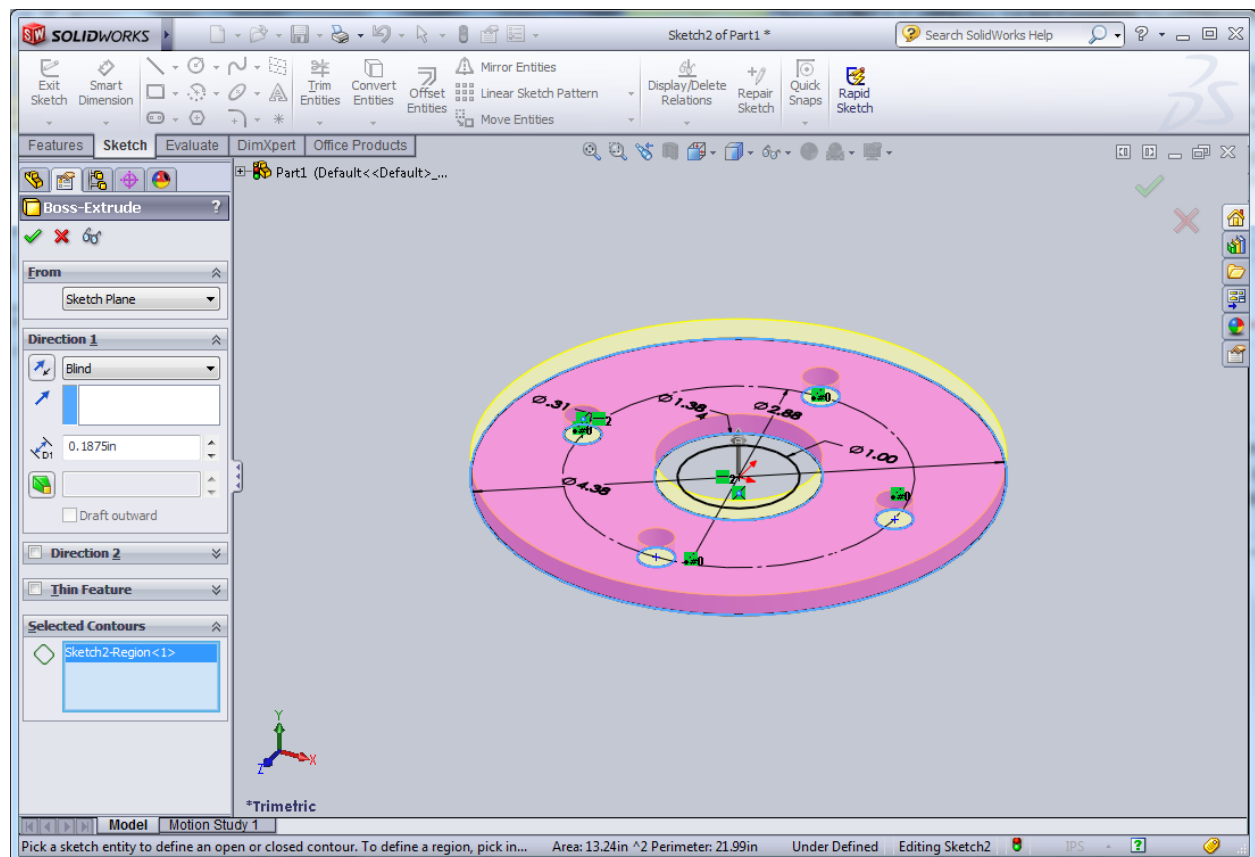 SOLIDWORKS
Sketch2 of Part1 *
Search SolidWorks Help
Exit Sketch
Smart Dimension
Trim Entities
Convert Entities
Offset Entities
Mirror Entities
Linear Sketch Pattern
Move Entities
Display/Delete Relations
Repair Sketch
Quick Snaps
Rapid Sketch
Features Sketch Evaluate DimXpert Office Products
Part1 (Default<<Default>_...
Boss-Extrude ?
From
Sketch Plane
Direction 1
Blind
D1 0.1875in
Draft outward
Direction 2
Thin Feature
Selected Contours
Sketch2-Region<1>
Ø.31
Ø1.38
Ø2.88
Ø1.00
Ø4.38
Y
X
Z
*Trimetric
Model Motion Study 1
Pick a sketch entity to define an open or closed contour. To define a region, pick in... Area: 13.24in ^2 Perimeter: 21.99in Under Defined Editing Sketch2 IPS